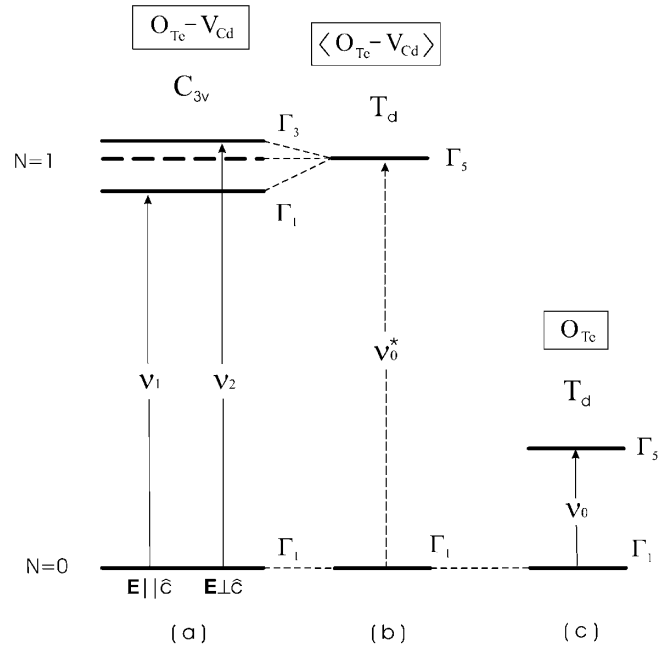 O_Te – V_Cd
⟨ O_Te – V_Cd ⟩
C_3v
T_d
Γ_3
N=1
Γ_5
Γ_1
O_Te
ν_1
ν_2
ν_0^*
T_d
Γ_5
ν_0
Γ_1
Γ_1
Γ_1
N=0
E||ĉ
E⊥ĉ
(a)
(b)
(c)